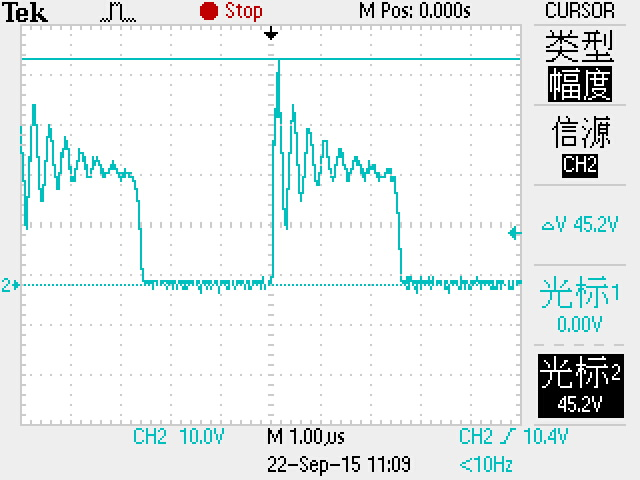 Tek Stop M Pos: 0.000s CURSOR
类型
幅度
信源
CH2
△V 45.2V
2
光标1
0.00V
光标2
45.2V
CH2 10.0V M 1.00µs CH2 10.4V
22-Sep-15 11:09 <10Hz